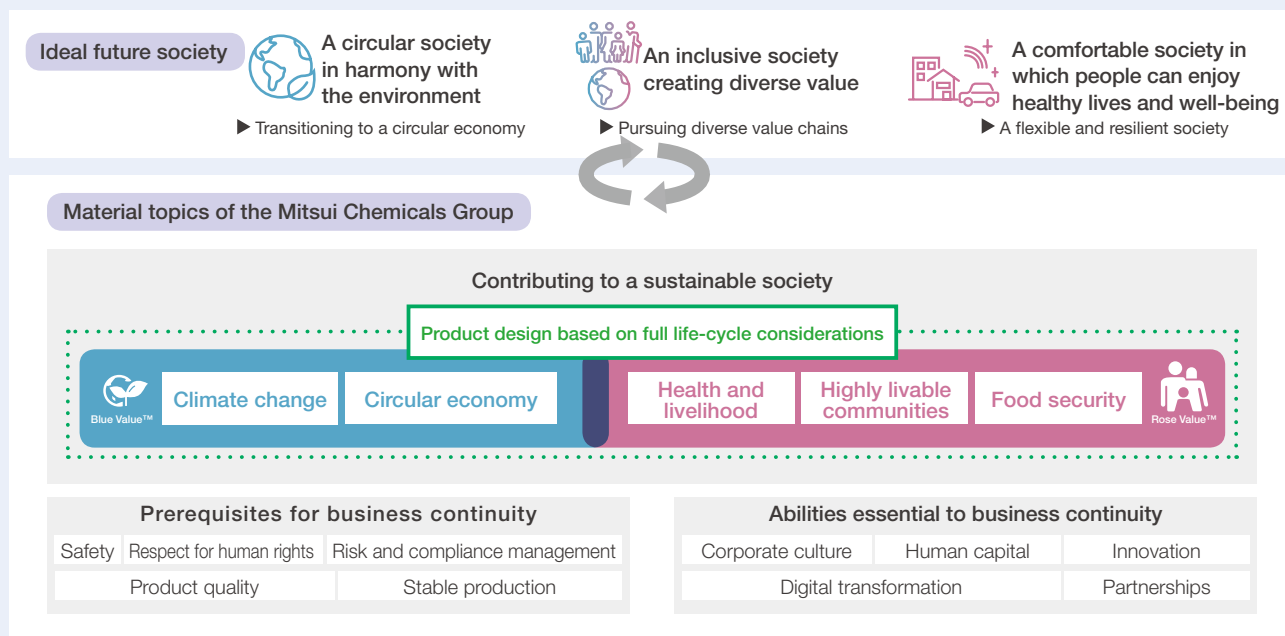 Ideal future society
A circular society
in harmony with
the environment
▶ Transitioning to a circular economy
An inclusive society
creating diverse value
▶ Pursuing diverse value chains
A comfortable society in
which people can enjoy
healthy lives and well-being
▶ A flexible and resilient society
Material topics of the Mitsui Chemicals Group
Contributing to a sustainable society
Product design based on full life-cycle considerations
Blue Value™
Climate change
Circular economy
Health and
livelihood
Highly livable
communities
Food security
Rose Value™
Prerequisites for business continuity
Safety
Respect for human rights
Risk and compliance management
Product quality
Stable production
Abilities essential to business continuity
Corporate culture
Human capital
Innovation
Digital transformation
Partnerships